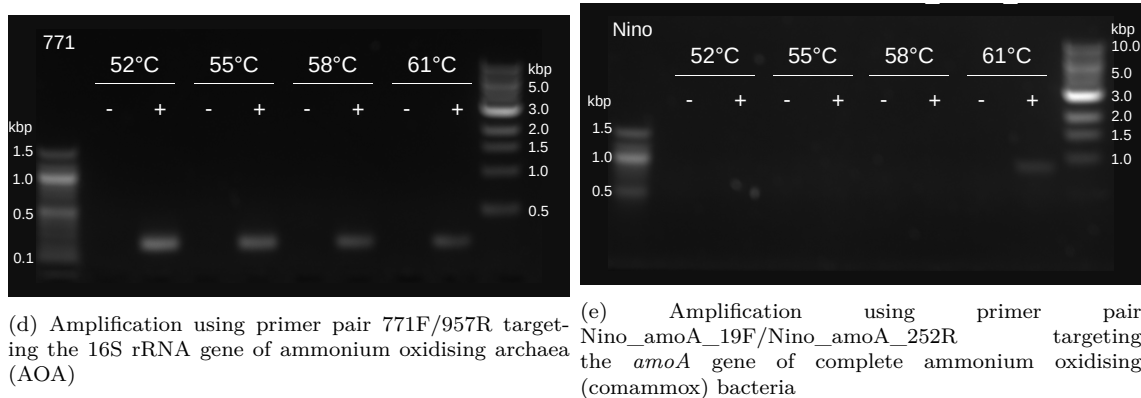 771
52°C 55°C 58°C 61°C
- + - + - + - +
kbp
1.5
1.0
0.5
0.1
kbp
5.0
3.0
2.0
1.5
1.0
0.5
(d) Amplification using primer pair 771F/957R target-
ing the 16S rRNA gene of ammonium oxidising archaea
(AOA)
Nino
52°C 55°C 58°C 61°C
- + - + - + - +
kbp
1.5
1.0
0.5
kbp
10.0
5.0
3.0
2.0
1.5
1.0
(e) Amplification using primer pair
Nino_amoA_19F/Nino_amoA_252R targeting
the amoA gene of complete ammonium oxidising
(comammox) bacteria